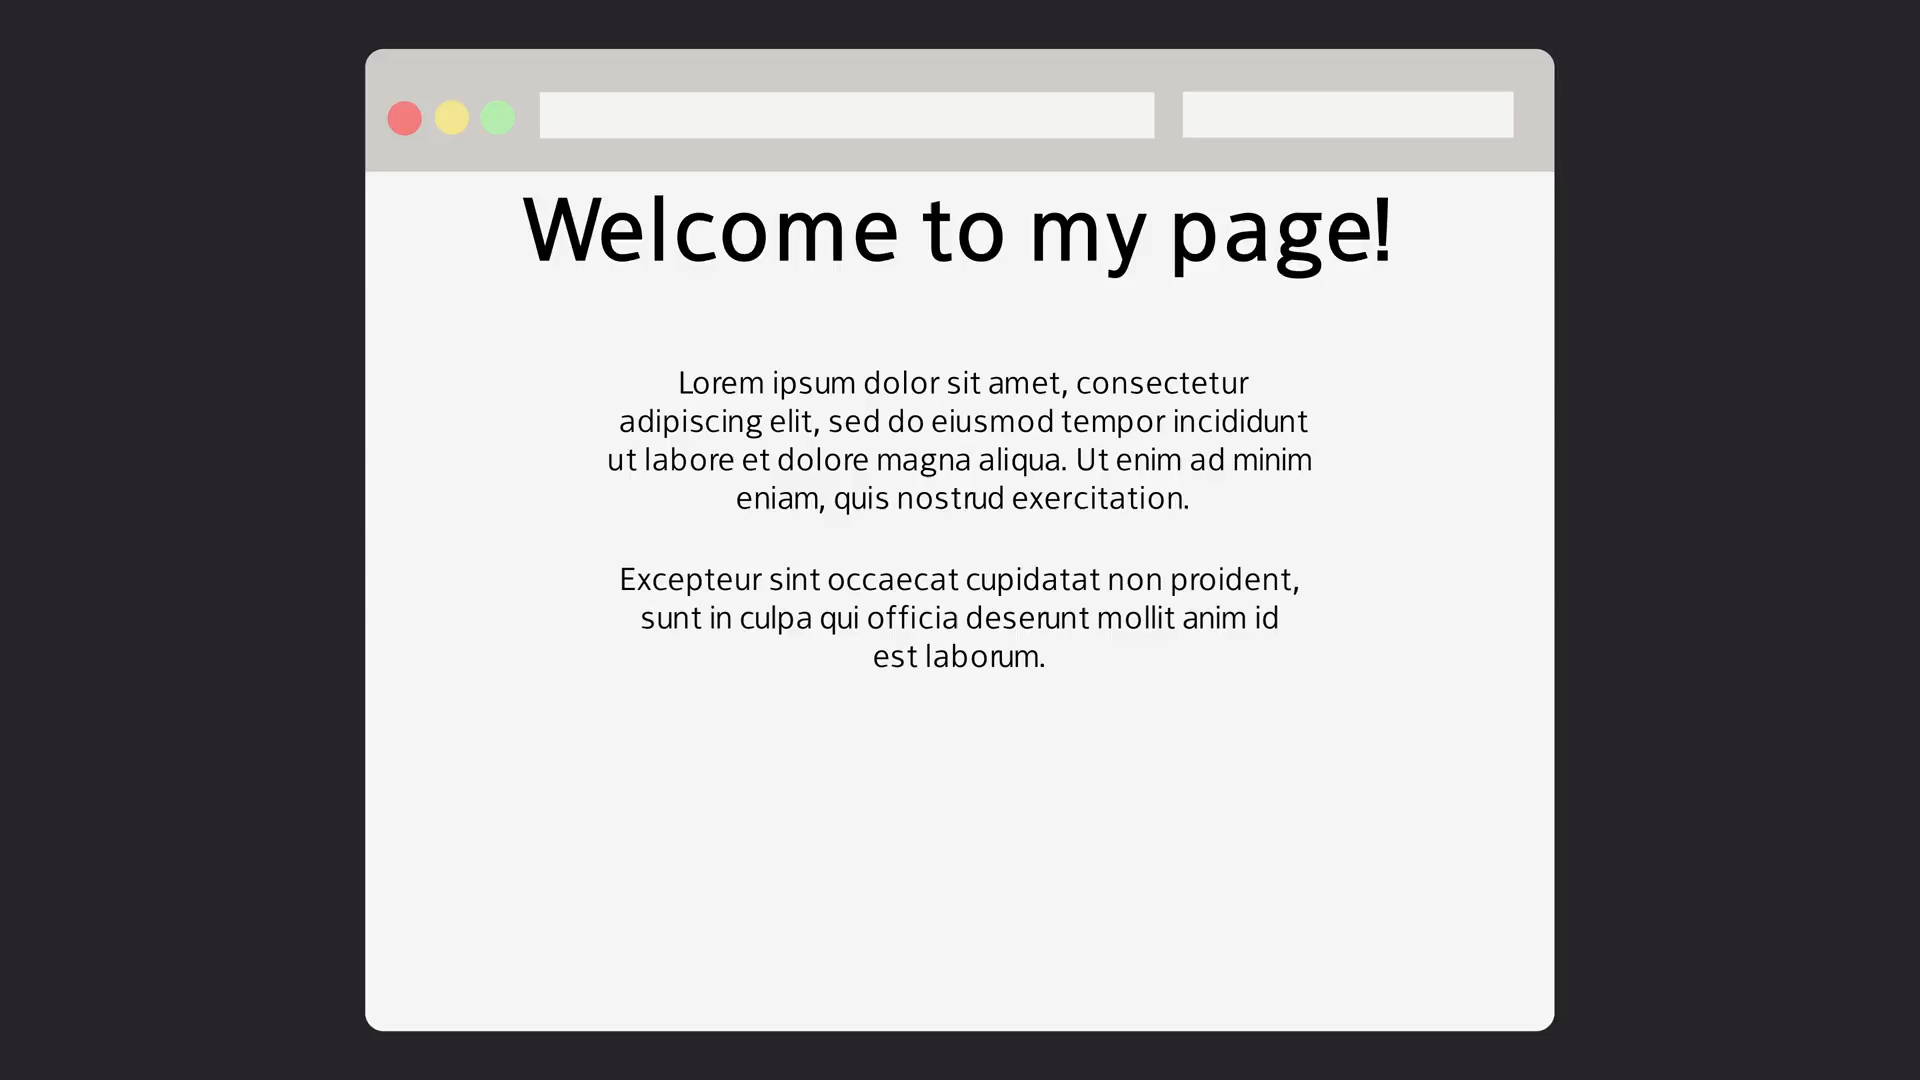 Welcome to my page!
Lorem ipsum dolor sit amet, consectetur
adipiscing elit, sed do eiusmod tempor incididunt
ut labore et dolore magna aliqua. Ut enim ad minim
eniam, quis nostrud exercitation.
Excepteur sint occaecat cupidatat non proident,
sunt in culpa qui officia deserunt mollit anim id
est laborum.